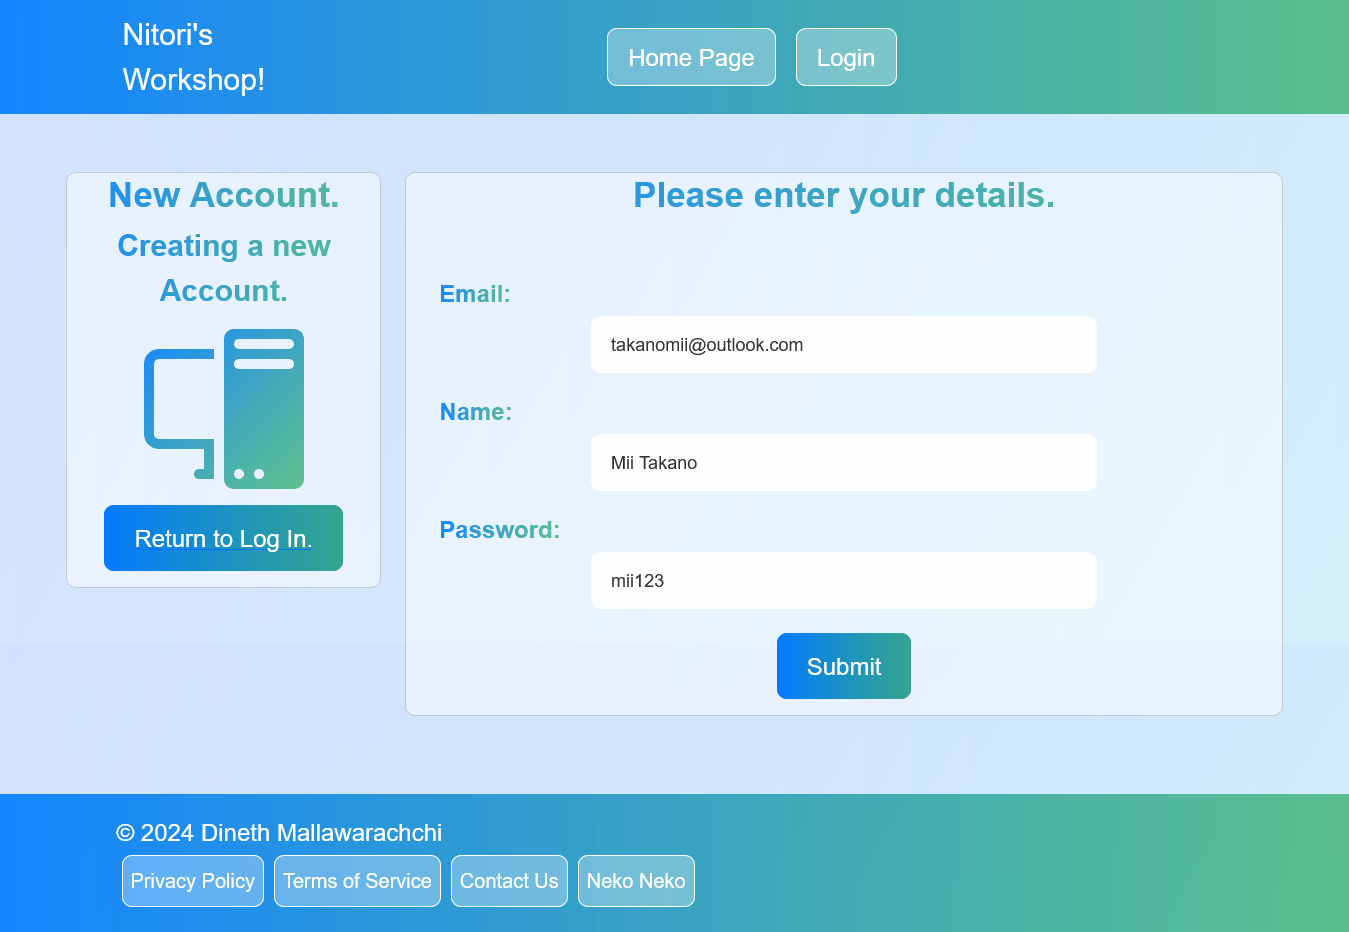 Nitori's
Workshop!
Home Page
Login
New Account.
Creating a new
Account.
Return to Log In.
Please enter your details.
Email:
takanomii@outlook.com
Name:
Mii Takano
Password:
mii123
Submit
© 2024 Dineth Mallawarachchi
Privacy Policy
Terms of Service
Contact Us
Neko Neko